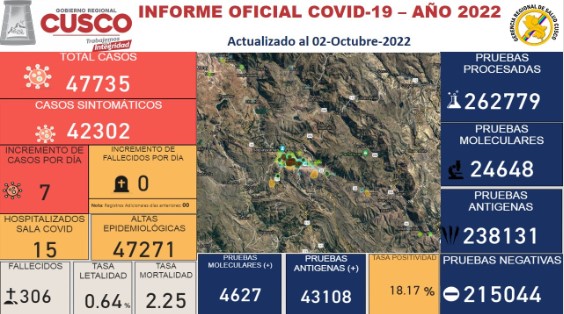 GOBIERNO REGIONAL
CUSCO
Trabajemos
Integridad
INFORME OFICIAL COVID-19 – AÑO 2022
Actualizado al 02-Octubre-2022
GERENCIA REGIONAL DE SALUD CUSCO
TOTAL CASOS
47735
CASOS SINTOMÁTICOS
42302
INCREMENTO DE
CASOS POR DÍA
7
INCREMENTO DE
FALLECIDOS POR DÍA
0
Nota: Registros Adicionales días anteriores: 00
HOSPITALIZADOS
SALA COVID
15
ALTAS
EPIDEMIOLÓGICAS
47271
FALLECIDOS
306
TASA
LETALIDAD
0.64 %
TASA
MORTALIDAD
2.25
PRUEBAS
MOLECULARES (+)
4627
PRUEBAS
ANTIGENAS (+)
43108
TASA POSITIVIDAD
18.17 %
PRUEBAS
PROCESADAS
262779
PRUEBAS
MOLECULARES
24648
PRUEBAS
ANTIGENAS
238131
PRUEBAS NEGATIVAS
215044